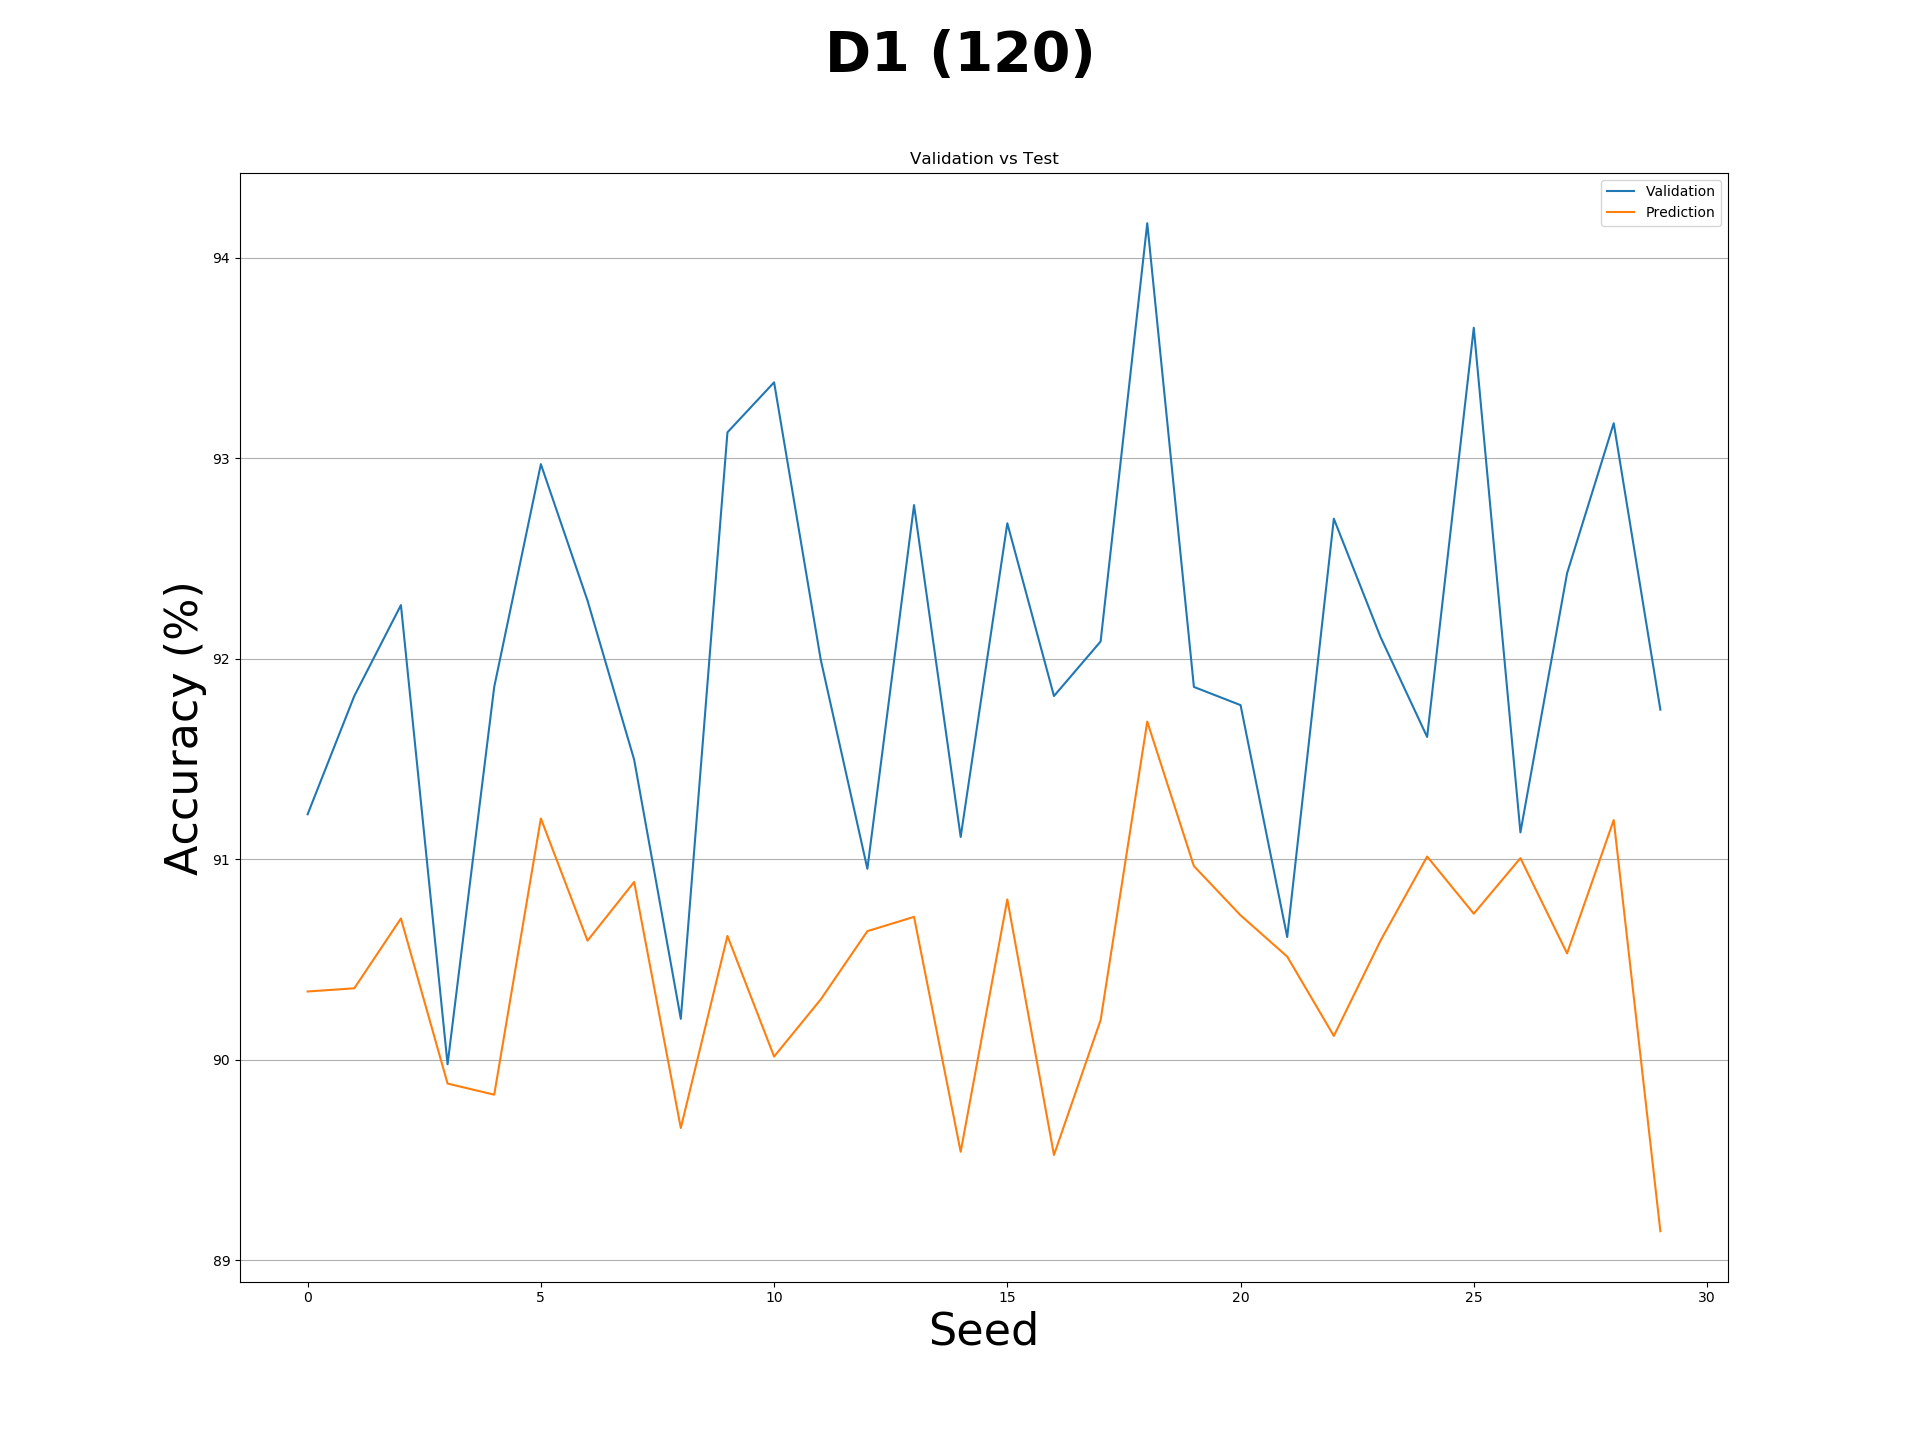 D1 (120)
Validation vs Test
Validation
Prediction
94
93
92
91
90
89
Accuracy (%)
0 5 10 15 20 25 30
Seed